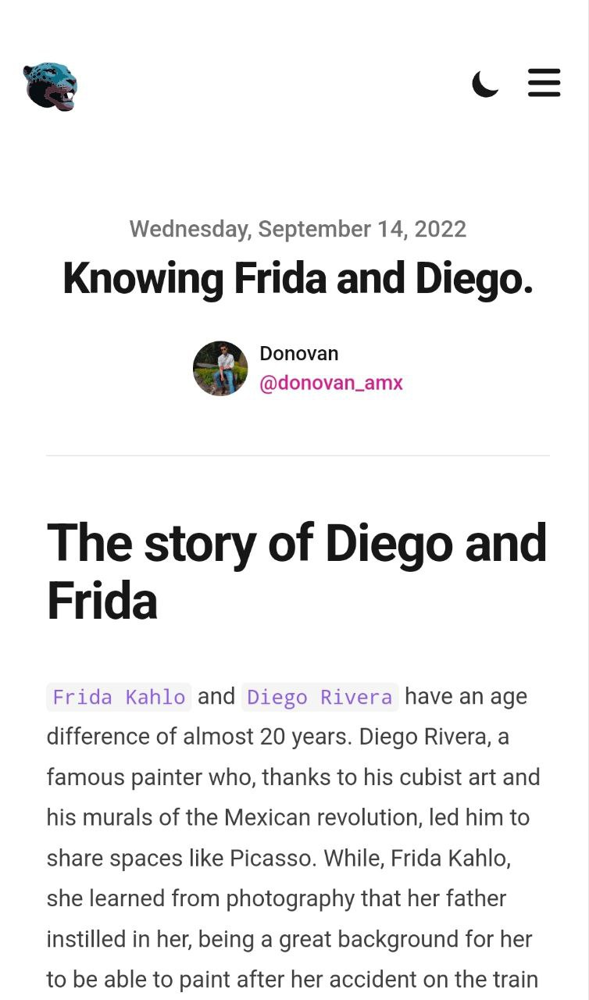 Wednesday, September 14, 2022
Knowing Frida and Diego.
Donovan
@donovan_amx
The story of Diego and
Frida
Frida Kahlo and Diego Rivera have an age
difference of almost 20 years. Diego Rivera, a
famous painter who, thanks to his cubist art and
his murals of the Mexican revolution, led him to
share spaces like Picasso. While, Frida Kahlo,
she learned from photography that her father
instilled in her, being a great background for her
to be able to paint after her accident on the train